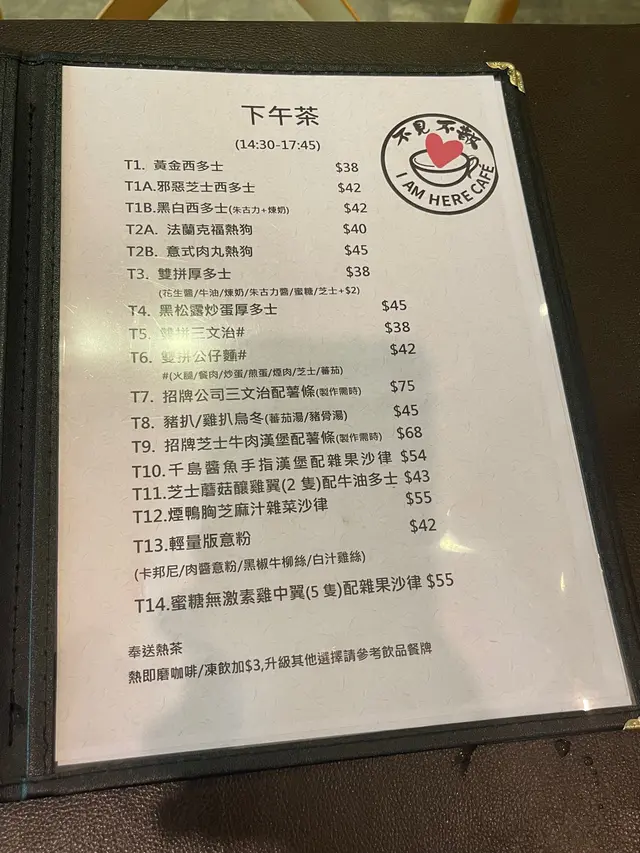 下午茶
(14:30-17:45)
不見不散
I AM HERE CAFE
T1. 黃金西多士 $38
T1A.邪惡芝士西多士 $42
T1B.黑白西多士(朱古力+煉奶) $42
T2A. 法蘭克福熱狗 $40
T2B. 意式肉丸熱狗 $45
T3. 雙拼厚多士 $38
(花生醬/牛油/煉奶/朱古力醬/蜜糖/芝士+$2)
T4. 黑松露炒蛋厚多士 $45
T5. 雙拼三文治# $38
T6. 雙拼公仔麵# $42
#(火腿/餐肉/炒蛋/煎蛋/煙肉/芝士/蕃茄)
T7. 招牌公司三文治配薯條(製作需時) $75
T8. 豬扒/雞扒烏冬(蕃茄湯/豬骨湯) $45
T9. 招牌芝士牛肉漢堡配薯條(製作需時) $68
T10.千島醬魚手指漢堡配雜果沙律 $54
T11.芝士蘑菇釀雞翼(2 隻)配牛油多士 $43
T12.煙鴨胸芝麻汁雜菜沙律 $55
T13.輕量版意粉 $42
(卡邦尼/肉醬意粉/黑椒牛柳絲/白汁雞絲)
T14.蜜糖無激素雞中翼(5 隻)配雜果沙律 $55
奉送熱茶
熱即磨咖啡/凍飲加$3,升級其他選擇請參考飲品餐牌